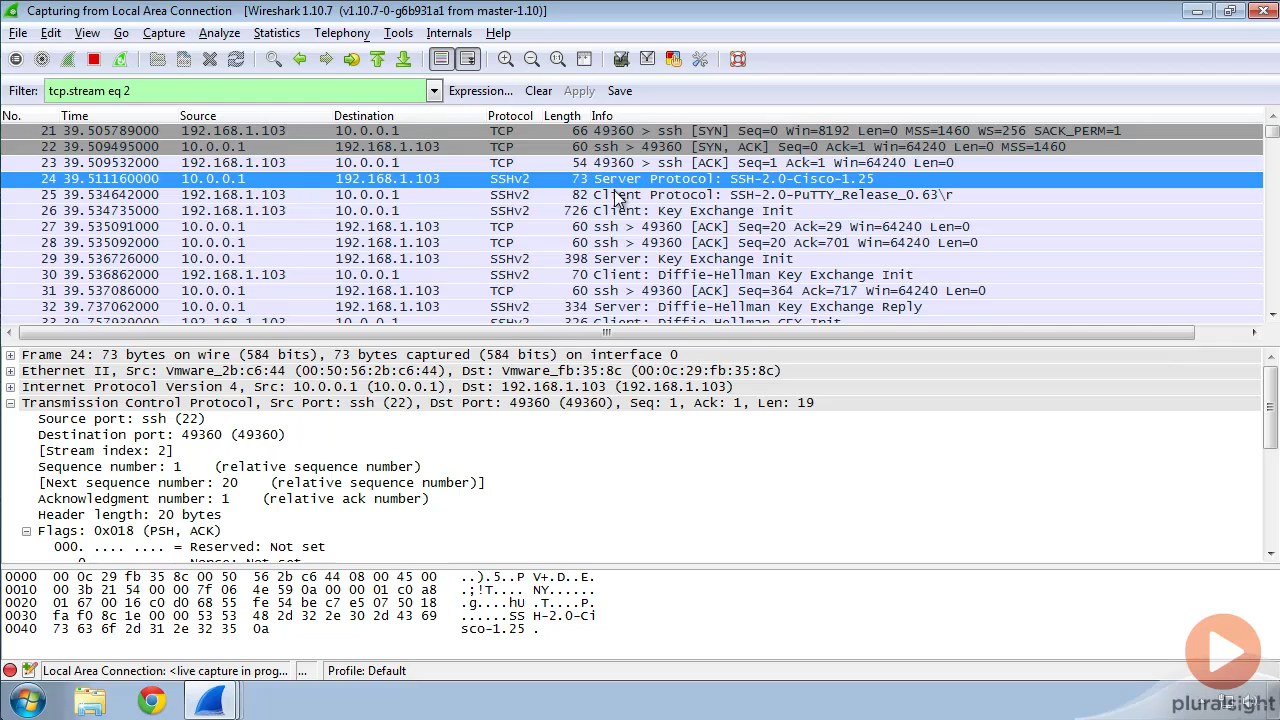 Capturing from Local Area Connection [Wireshark 1.10.7 (v1.10.7-0-g6b931a1 from master-1.10)]
File Edit View Go Capture Analyze Statistics Telephony Tools Internals Help
Filter: tcp.stream eq 2 Expression... Clear Apply Save
No. Time Source Destination Protocol Length Info
21 39.505789000 192.168.1.103 10.0.0.1 TCP 66 49360 > ssh [SYN] Seq=0 Win=8192 Len=0 MSS=1460 WS=256 SACK_PERM=1
22 39.509495000 10.0.0.1 192.168.1.103 TCP 60 ssh > 49360 [SYN, ACK] Seq=0 Ack=1 Win=64240 Len=0 MSS=1460
23 39.509532000 192.168.1.103 10.0.0.1 TCP 54 49360 > ssh [ACK] Seq=1 Ack=1 Win=64240 Len=0
24 39.511160000 10.0.0.1 192.168.1.103 SSHv2 73 Server Protocol: SSH-2.0-Cisco-1.25
25 39.534642000 192.168.1.103 10.0.0.1 SSHv2 82 Client Protocol: SSH-2.0-PuTTY_Release_0.63\r
26 39.534735000 192.168.1.103 10.0.0.1 SSHv2 726 Client: Key Exchange Init
27 39.535091000 10.0.0.1 192.168.1.103 TCP 60 ssh > 49360 [ACK] Seq=20 Ack=29 Win=64240 Len=0
28 39.535092000 10.0.0.1 192.168.1.103 TCP 60 ssh > 49360 [ACK] Seq=20 Ack=701 Win=64240 Len=0
29 39.536726000 10.0.0.1 192.168.1.103 SSHv2 398 Server: Key Exchange Init
30 39.536862000 192.168.1.103 10.0.0.1 SSHv2 70 Client: Diffie-Hellman Key Exchange Init
31 39.537086000 10.0.0.1 192.168.1.103 TCP 60 ssh > 49360 [ACK] Seq=364 Ack=717 Win=64240 Len=0
32 39.737062000 10.0.0.1 192.168.1.103 SSHv2 334 Server: Diffie-Hellman Key Exchange Reply
33 39.757939000 192.168.1.103 10.0.0.1 SSHv2 326 Client: Diffie-Hellman GEX Init
Frame 24: 73 bytes on wire (584 bits), 73 bytes captured (584 bits) on interface 0
Ethernet II, Src: Vmware_2b:c6:44 (00:50:56:2b:c6:44), Dst: Vmware_fb:35:8c (00:0c:29:fb:35:8c)
Internet Protocol Version 4, Src: 10.0.0.1 (10.0.0.1), Dst: 192.168.1.103 (192.168.1.103)
Transmission Control Protocol, Src Port: ssh (22), Dst Port: 49360 (49360), Seq: 1, Ack: 1, Len: 19
Source port: ssh (22)
Destination port: 49360 (49360)
[Stream index: 2]
Sequence number: 1 (relative sequence number)
[Next sequence number: 20 (relative sequence number)]
Acknowledgment number: 1 (relative ack number)
Header length: 20 bytes
Flags: 0x018 (PSH, ACK)
000. .... .... = Reserved: Not set
0000 00 0c 29 fb 35 8c 00 50 56 2b c6 44 08 00 45 00 ..).5..P V+.D..E.
0010 00 3b 21 54 00 00 7f 06 4e 59 0a 00 00 01 c0 a8 .;!T.... NY......
0020 01 67 00 16 c0 d0 68 55 fe 54 be c7 e5 07 50 18 .g....hU .T....P.
0030 fa f0 8c 1e 00 00 53 53 48 2d 32 2e 30 2d 43 69 ......SS H-2.0-Ci
0040 73 63 6f 2d 31 2e 32 35 0a sco-1.25 .
Local Area Connection: <live capture in prog... ... Profile: Default
pluralsight